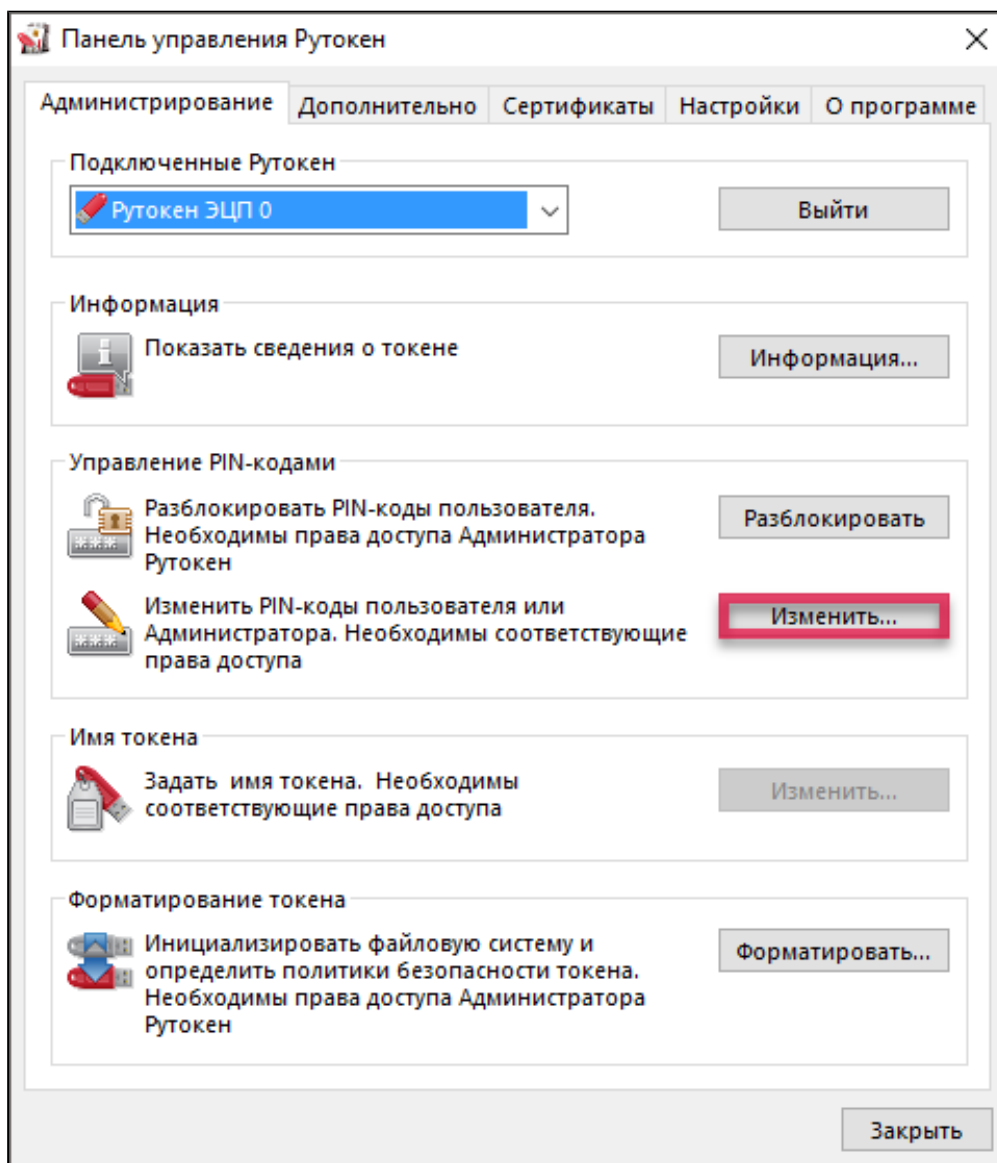 Панель управления Рутокен
Администрирование Дополнительно Сертификаты Настройки О программе
Подключенные Рутокен
Рутокен ЭЦП 0 Выйти
Информация
Показать сведения о токене Информация...
Управление PIN-кодами
Разблокировать PIN-коды пользователя. Разблокировать
Необходимы права доступа Администратора
Рутокен
Изменить PIN-коды пользователя или Изменить...
Администратора. Необходимы соответствующие
права доступа
Имя токена
Задать имя токена. Необходимы Изменить...
соответствующие права доступа
Форматирование токена
Инициализировать файловую систему и Форматировать...
определить политики безопасности токена.
Необходимы права доступа Администратора
Рутокен
Закрыть